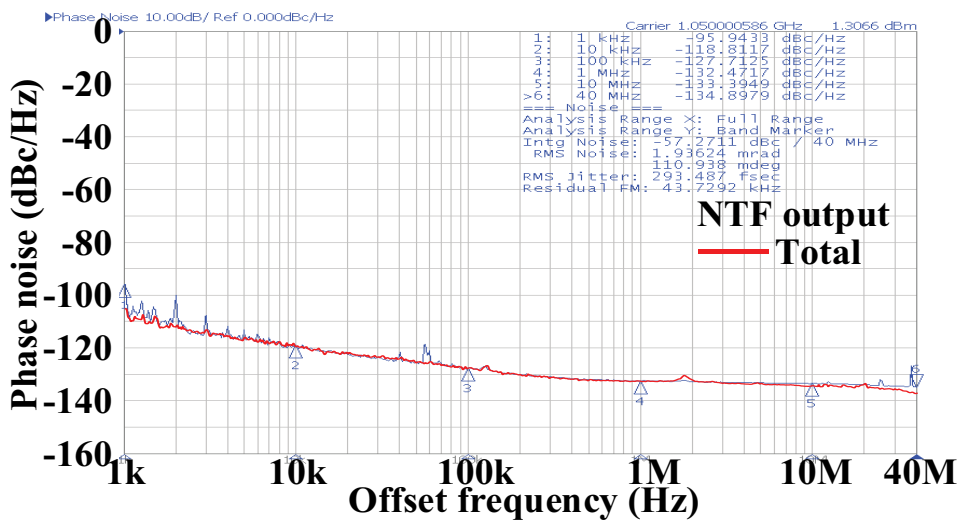 Phase Noise 10.00dB/ Ref 0.000dBc/Hz
Carrier 1.050000586 GHz 1.3066 dBm
1: 1 kHz -95.9433 dBc/Hz
2: 10 kHz -118.8117 dBc/Hz
3: 100 kHz -127.7125 dBc/Hz
4: 1 MHz -132.4717 dBc/Hz
5: 10 MHz -133.3949 dBc/Hz
>6: 40 MHz -134.8979 dBc/Hz
=== Noise ===
Analysis Range X: Full Range
Analysis Range Y: Band Marker
Intg Noise: -57.2711 dBc / 40 MHz
RMS Noise: 1.93624 mrad
110.938 mdeg
RMS Jitter: 293.487 fsec
Residual FM: 43.7292 kHz
NTF output
Total
Phase noise (dBc/Hz)
0
-20
-40
-60
-80
-100
-120
-140
-160
1
2
3
4
5
6
1k 10k 100k 1M 10M 40M
Offset frequency (Hz)